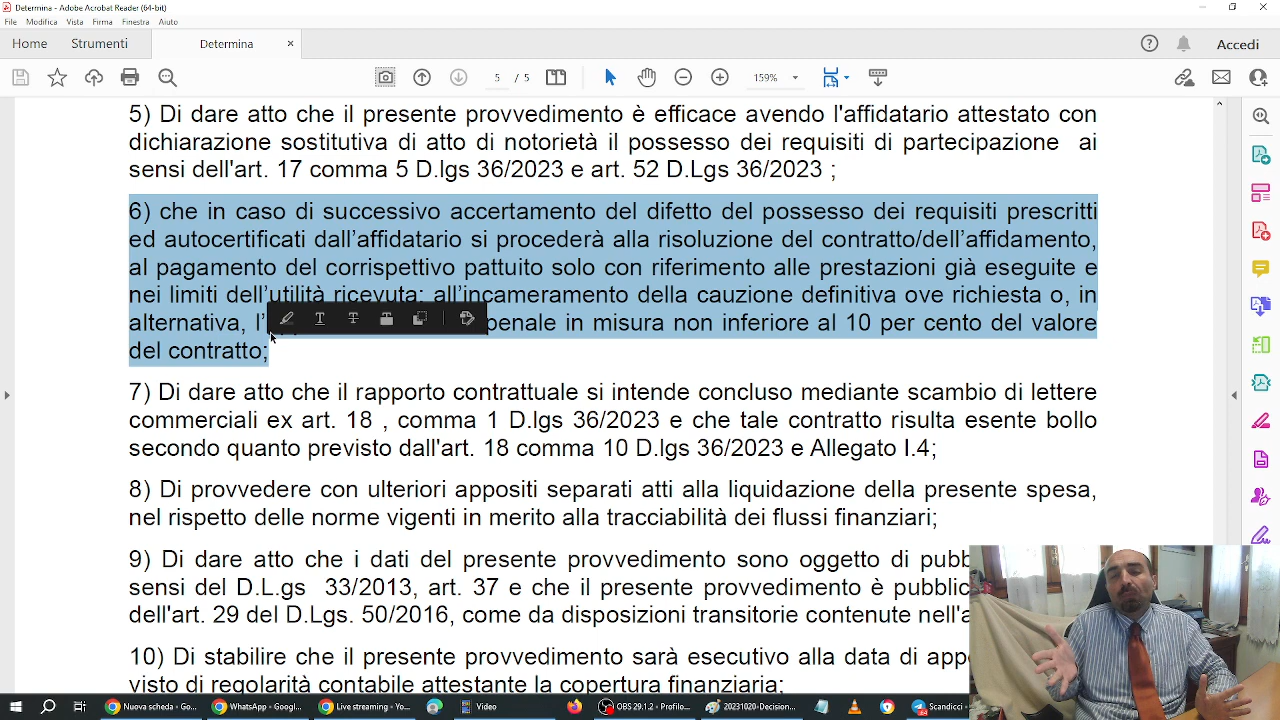 Determina - Adobe Acrobat Reader (64-bit)
File Modifica Vista Firma Finestra Aiuto
Home Strumenti Determina × Accedi
5 / 5 159%
5) Di dare atto che il presente provvedimento è efficace avendo l'affidatario attestato con
dichiarazione sostitutiva di atto di notorietà il possesso dei requisiti di partecipazione ai
sensi dell'art. 17 comma 5 D.lgs 36/2023 e art. 52 D.Lgs 36/2023 ;
6) che in caso di successivo accertamento del difetto del possesso dei requisiti prescritti
ed autocertificati dall’affidatario si procederà alla risoluzione del contratto/dell’affidamento,
al pagamento del corrispettivo pattuito solo con riferimento alle prestazioni già eseguite e
nei limiti dell’utilità ricevuta; all’incameramento della cauzione definitiva ove richiesta o, in
alternativa, penale in misura non inferiore al 10 per cento del valore
del contratto;
7) Di dare atto che il rapporto contrattuale si intende concluso mediante scambio di lettere
commerciali ex art. 18 , comma 1 D.lgs 36/2023 e che tale contratto risulta esente bollo
secondo quanto previsto dall'art. 18 comma 10 D.lgs 36/2023 e Allegato I.4;
8) Di provvedere con ulteriori appositi separati atti alla liquidazione della presente spesa,
nel rispetto delle norme vigenti in merito alla tracciabilità dei flussi finanziari;
9) Di dare atto che i dati del presente provvedimento sono oggetto di pubb
sensi del D.L.gs 33/2013, art. 37 e che il presente provvedimento è pubblic
dell'art. 29 del D.Lgs. 50/2016, come da disposizioni transitorie contenute nell'a
10) Di stabilire che il presente provvedimento sarà esecutivo alla data di appo
visto di regolarità contabile attestante la copertura finanziaria;
Nuova scheda - Go... WhatsApp - Googl... Live streaming - Yo... Video OBS 29.1.2 - Profilo... 20231020-Decision... Scandicci -